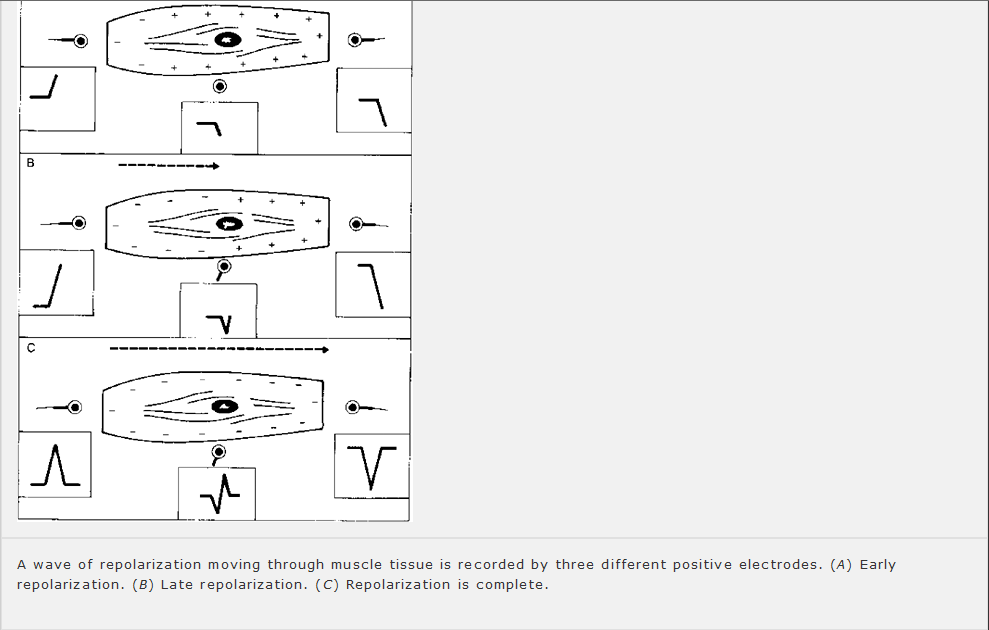 B
C
A wave of repolarization moving through muscle tissue is recorded by three different positive electrodes. (A) Early
repolarization. (B) Late repolarization. (C) Repolarization is complete.